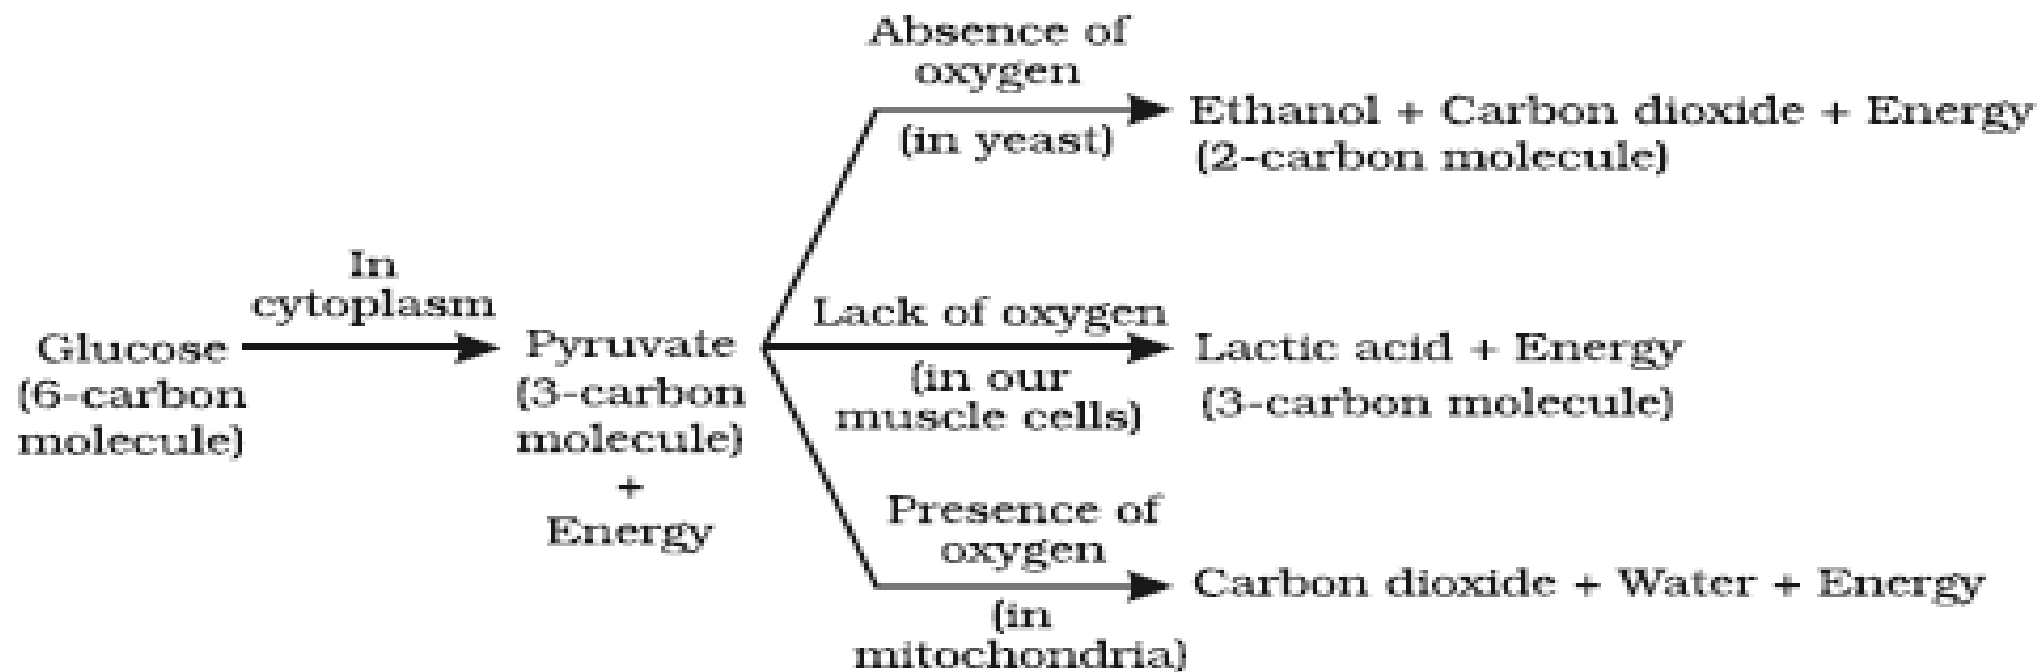 Glucose
(6-carbon
molecule)
In
cytoplasm
Pyruvate
(3-carbon
molecule)
+
Energy
Absence of
oxygen
(in yeast)
Ethanol + Carbon dioxide + Energy
(2-carbon molecule)
Lack of oxygen
(in our
muscle cells)
Lactic acid + Energy
(3-carbon molecule)
Presence of
oxygen
(in
mitochondria)
Carbon dioxide + Water + Energy